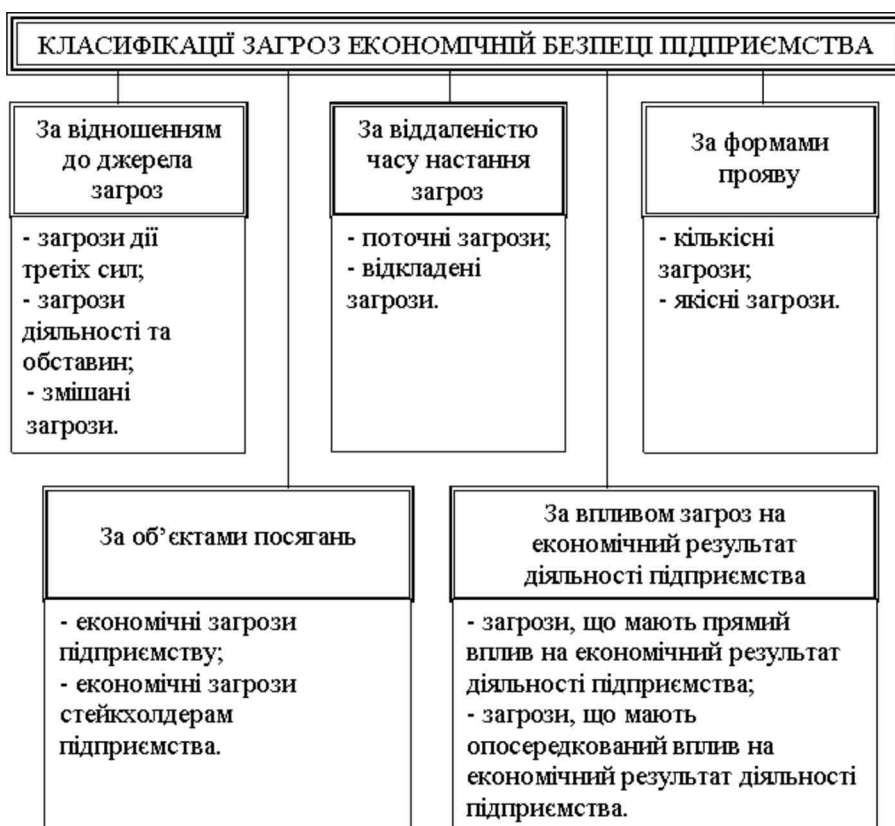 КЛАСИФІКАЦІЇ ЗАГРОЗ ЕКОНОМІЧНІЙ БЕЗПЕЦІ ПІДПРИЄМСТВА
За відношенням
до джерела
загроз
- загрози дії
третіх сил;
- загрози
діяльності та
обставин;
- змішані
загрози.
За віддаленістю
часу настання
загроз
- поточні загрози;
- відкладені
загрози.
За формами
прояву
- кількісні
загрози;
- якісні загрози.
За об’єктами посягань
- економічні загрози
підприємству;
- економічні загрози
стейкхолдерам
підприємства.
За впливом загроз на
економічний результат
діяльності підприємства
- загрози, що мають прямий
вплив на економічний результат
діяльності підприємства;
- загрози, що мають
опосередкований вплив на
економічний результат діяльності
підприємства.